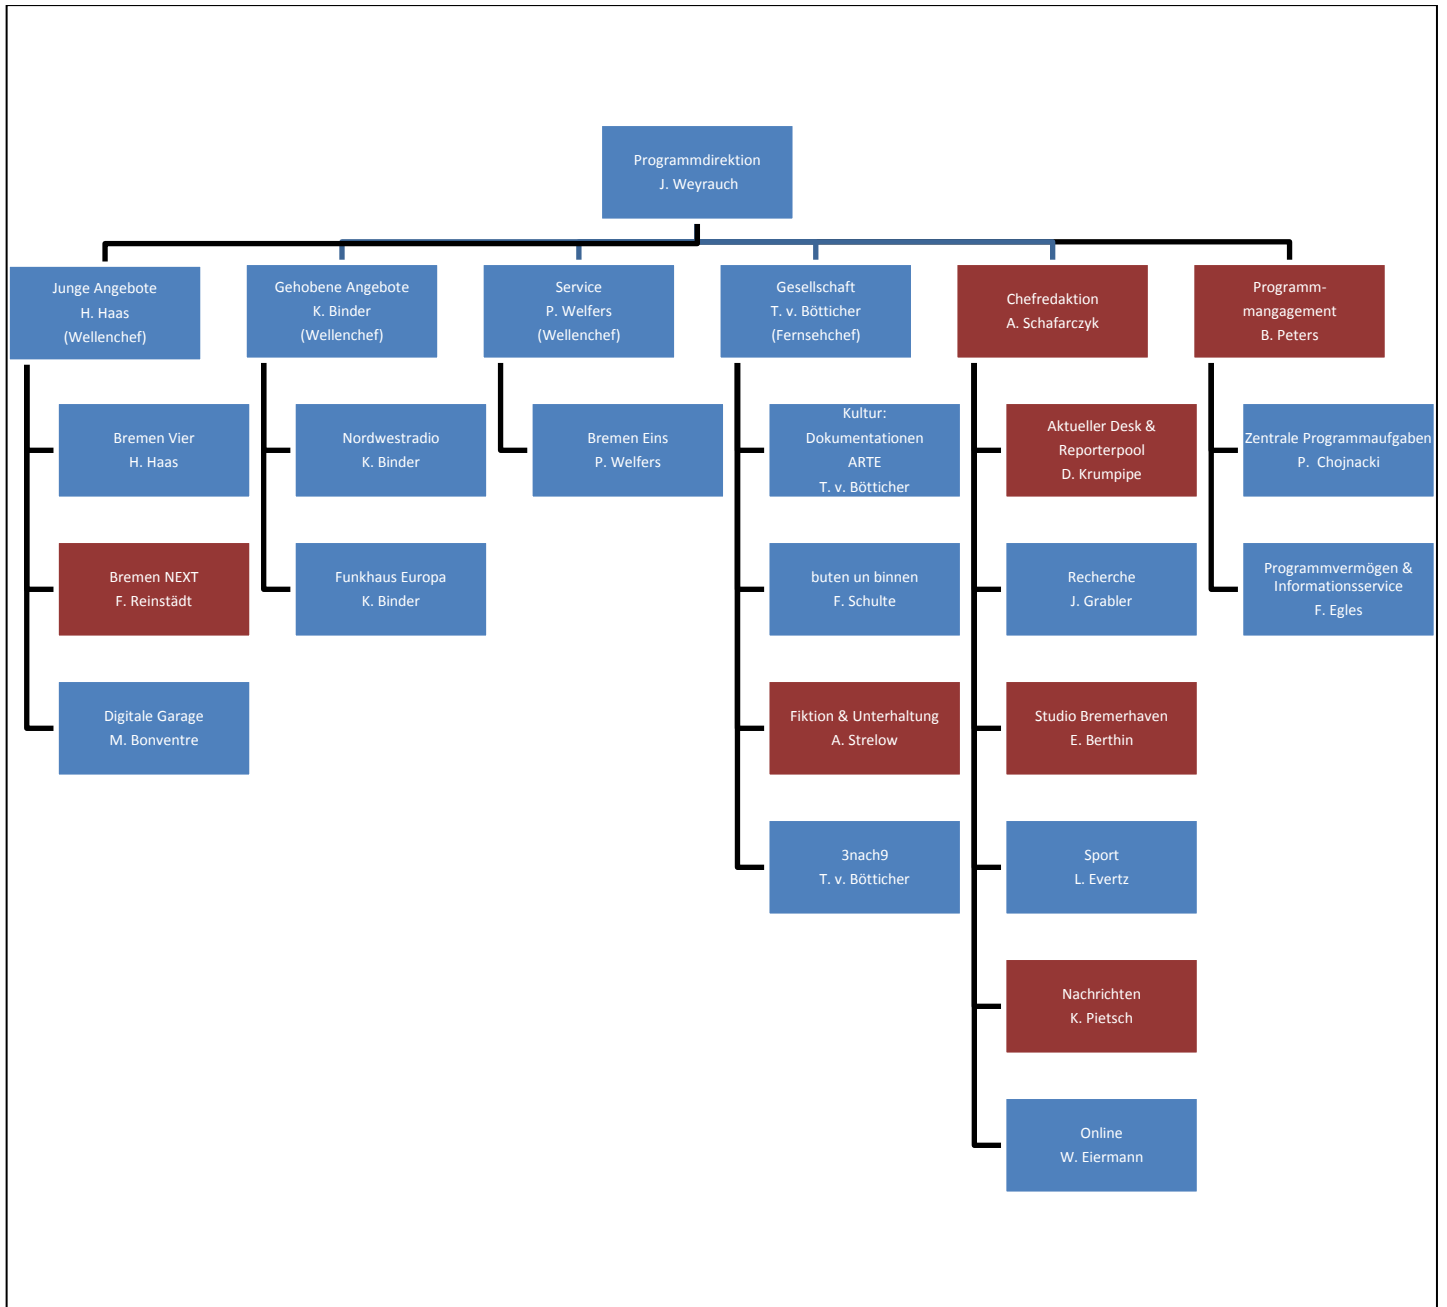 Programmdirektion
J. Weyrauch
Junge Angebote
H. Haas
(Wellenchef)
Gehobene Angebote
K. Binder
(Wellenchef)
Service
P. Welfers
(Wellenchef)
Gesellschaft
T. v. Bötticher
(Fernsehchef)
Chefredaktion
A. Schafarczyk
Programm-
mangagement
B. Peters
Bremen Vier
H. Haas
Bremen NEXT
F. Reinstädt
Digitale Garage
M. Bonventre
Nordwestradio
K. Binder
Funkhaus Europa
K. Binder
Bremen Eins
P. Welfers
Kultur:
Dokumentationen
ARTE
T. v. Bötticher
buten un binnen
F. Schulte
Fiktion & Unterhaltung
A. Strelow
3nach9
T. v. Bötticher
Aktueller Desk &
Reporterpool
D. Krumpipe
Recherche
J. Grabler
Studio Bremerhaven
E. Berthin
Sport
L. Evertz
Nachrichten
K. Pietsch
Online
W. Eiermann
Zentrale Programmaufgaben
P. Chojnacki
Programmvermögen &
Informationsservice
F. Egles